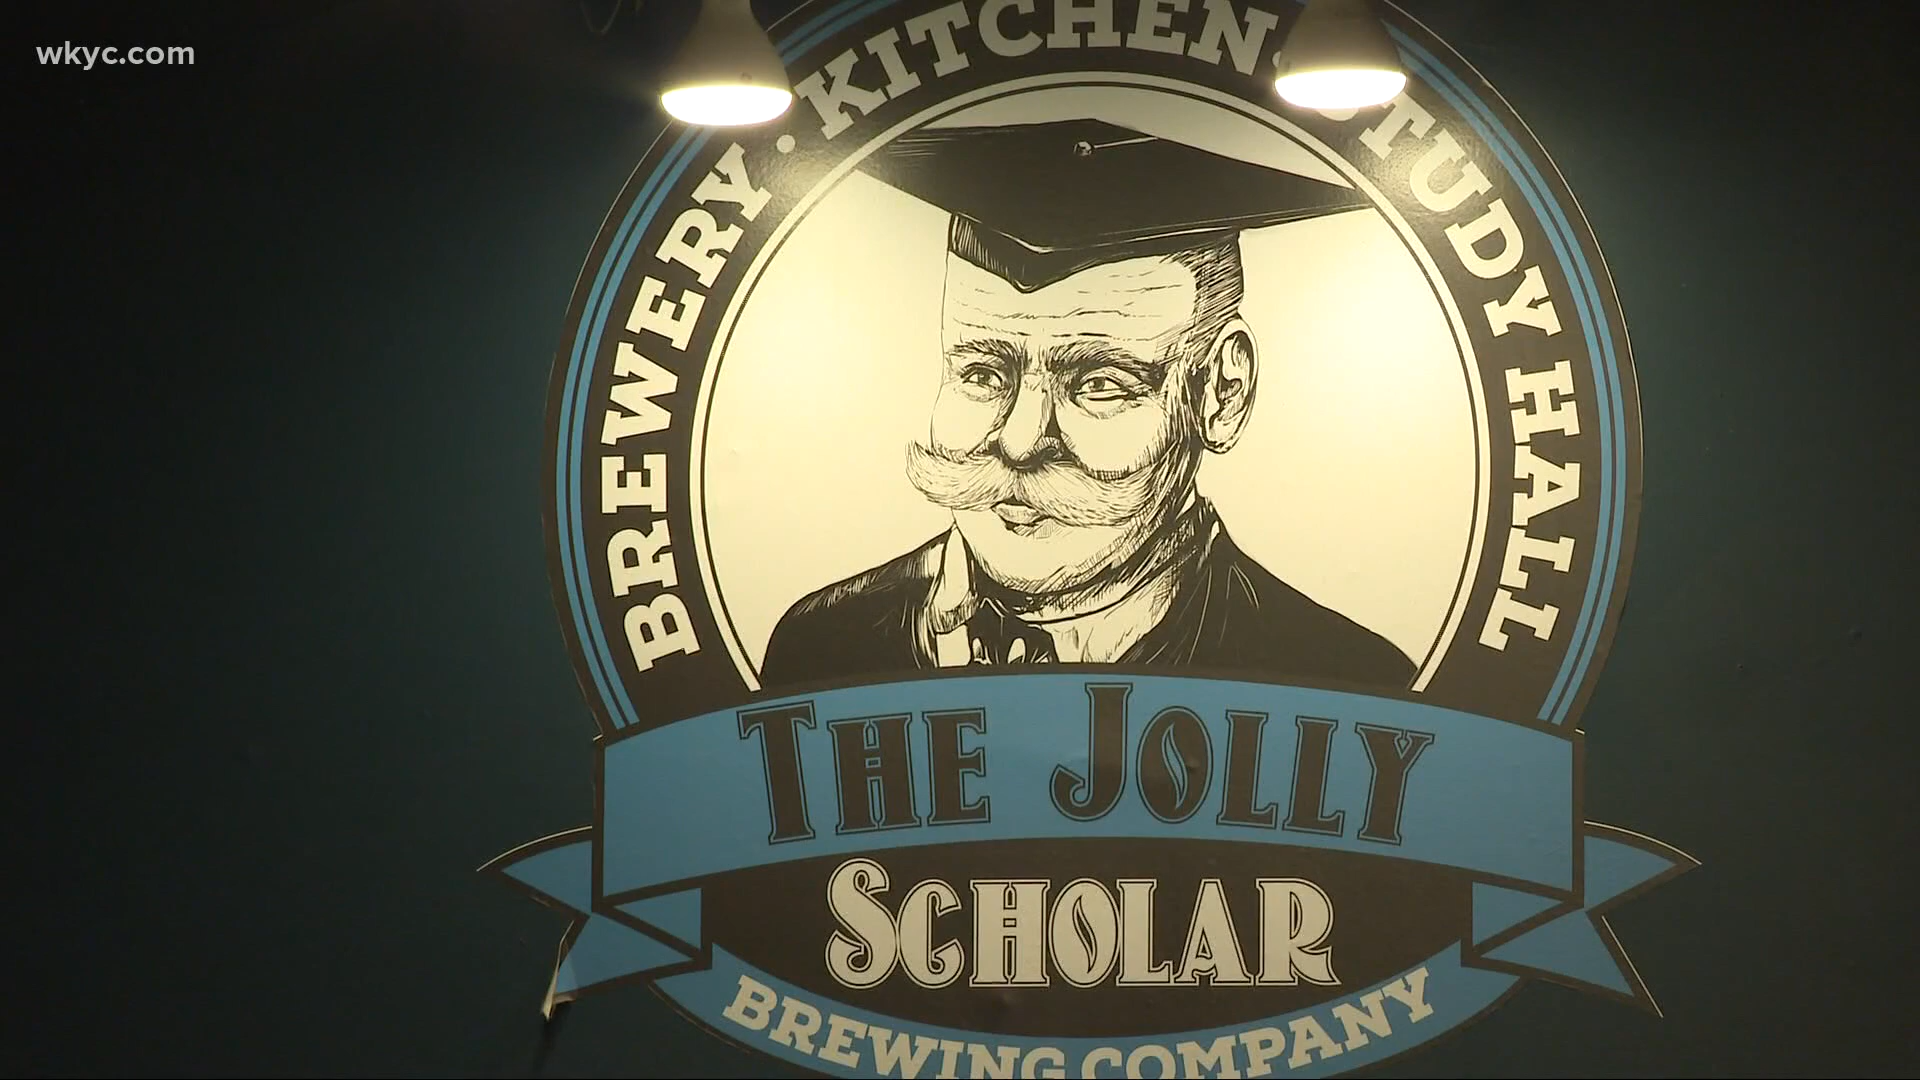 wkyc.com
BREWERY · KITCHEN · STUDY HALL
THE JOLLY
SCHOLAR
BREWING COMPANY